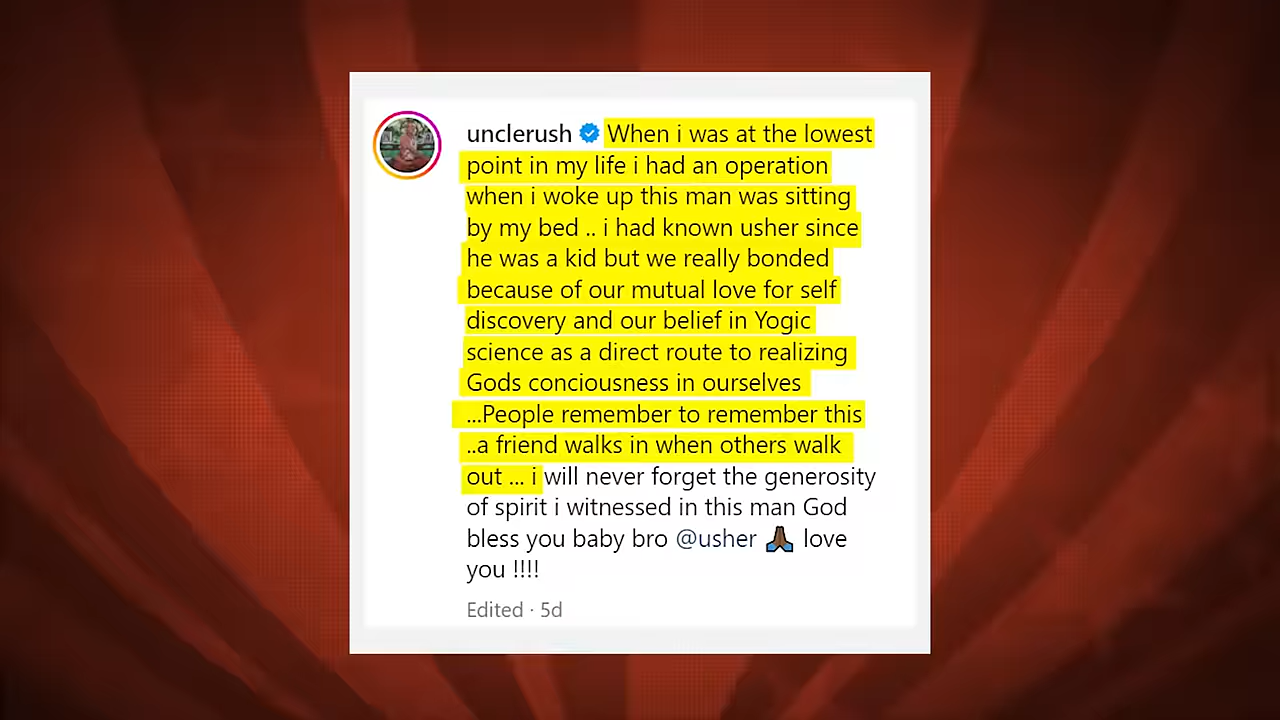 unclerush When i was at the lowest
point in my life i had an operation
when i woke up this man was sitting
by my bed .. i had known usher since
he was a kid but we really bonded
because of our mutual love for self
discovery and our belief in Yogic
science as a direct route to realizing
Gods conciousness in ourselves
...People remember to remember this
..a friend walks in when others walk
out ... i will never forget the generosity
of spirit i witnessed in this man God
bless you baby bro @usher 🙏🏾 love
you !!!!
Edited · 5d